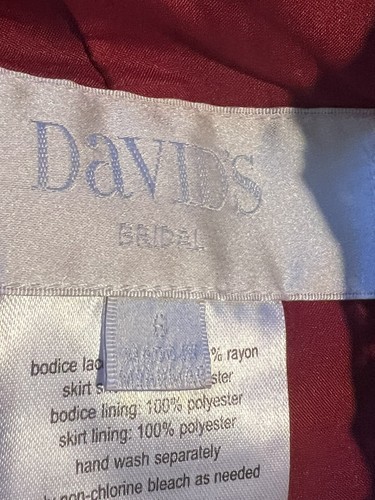 DaVID'S
BRIDAL
6
bodice lac % rayon
skirt s ster
bodice lining: 100% polyester
skirt lining: 100% polyester
hand wash separately
non-chlorine bleach as needed